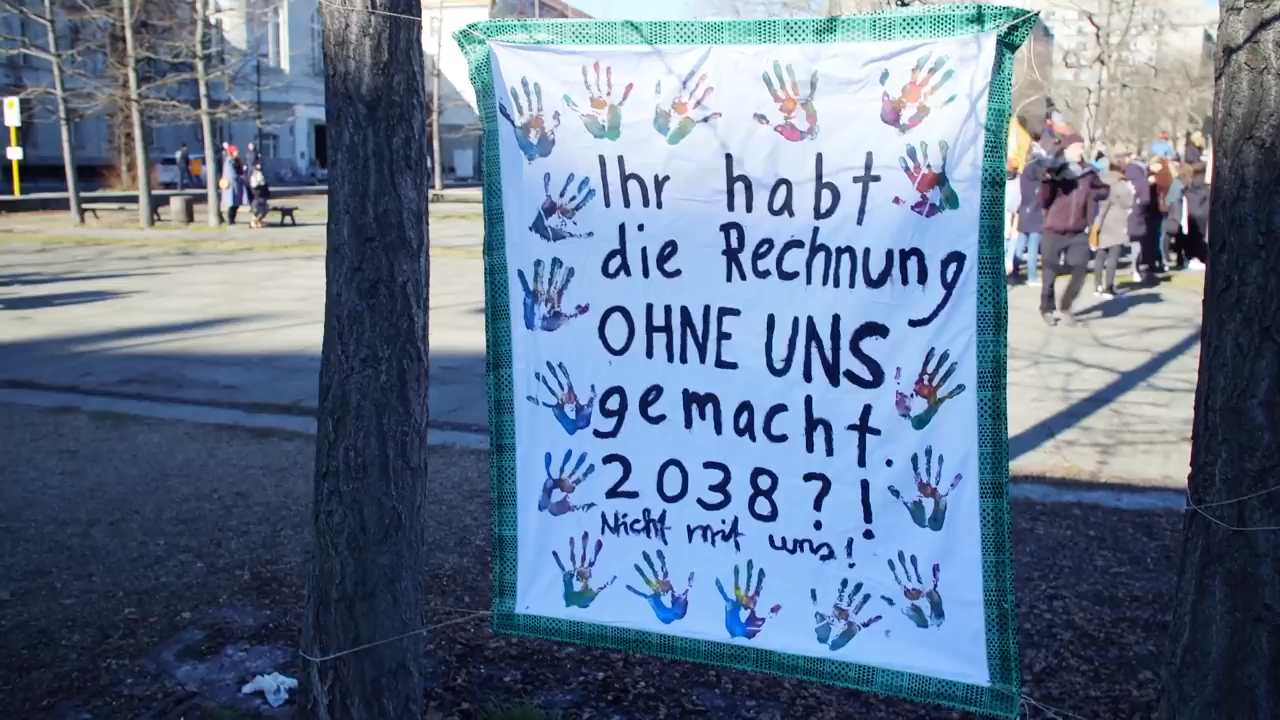 Ihr habt
die Rechnung
OHNE UNS
gemacht.
2038?!
Nicht mit uns!